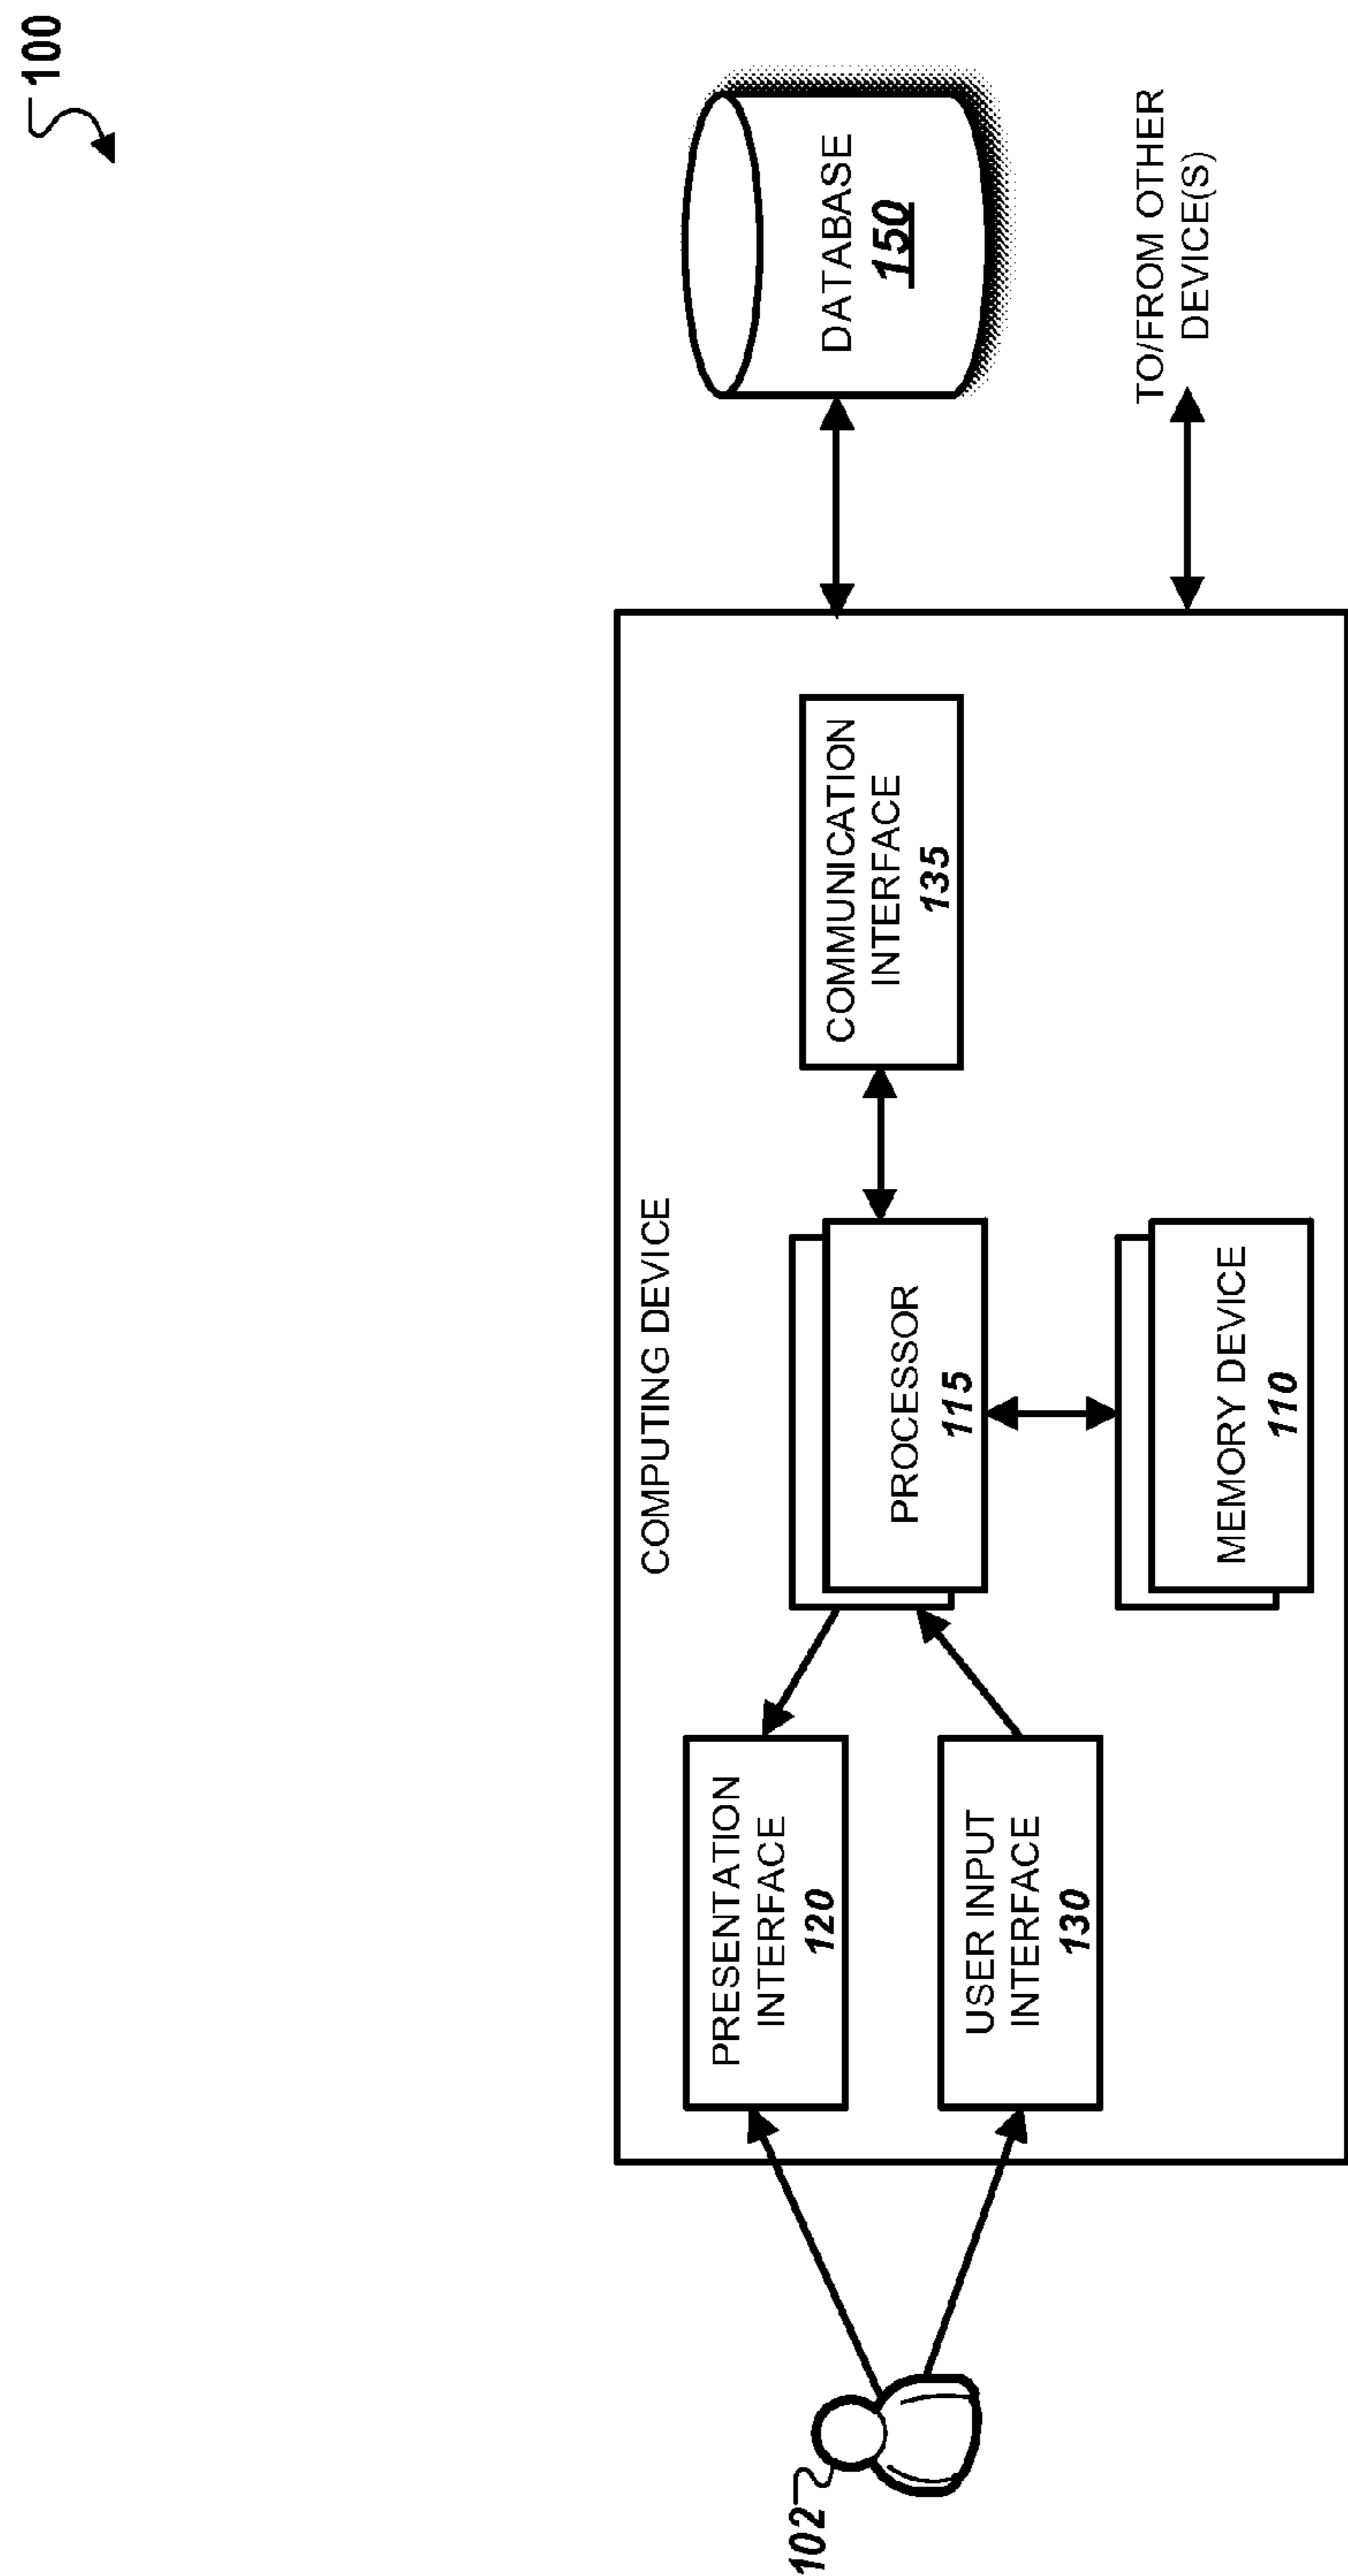 100
COMPUTING DEVICE
PRESENTATION
INTERFACE
120
USER INPUT
INTERFACE
130
PROCESSOR
115
MEMORY DEVICE
110
COMMUNICATION
INTERFACE
135
DATABASE
150
TO/FROM OTHER
DEVICE(S)
102